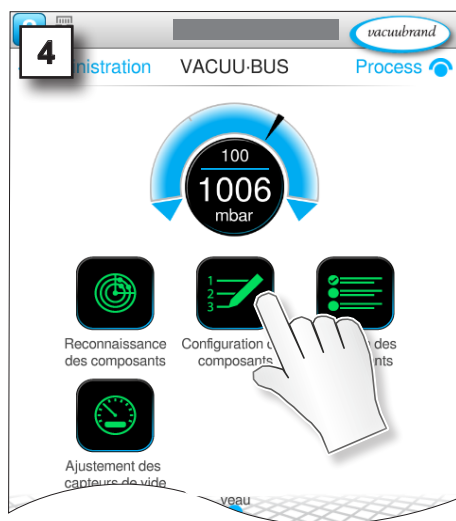 4
vacuubrand
nistration VACUU·BUS Process
100
1006
mbar
1
2
3
Reconnaissance
des composants
Configuration
composants
des
nts
Ajustement des
capteurs de vide
veau